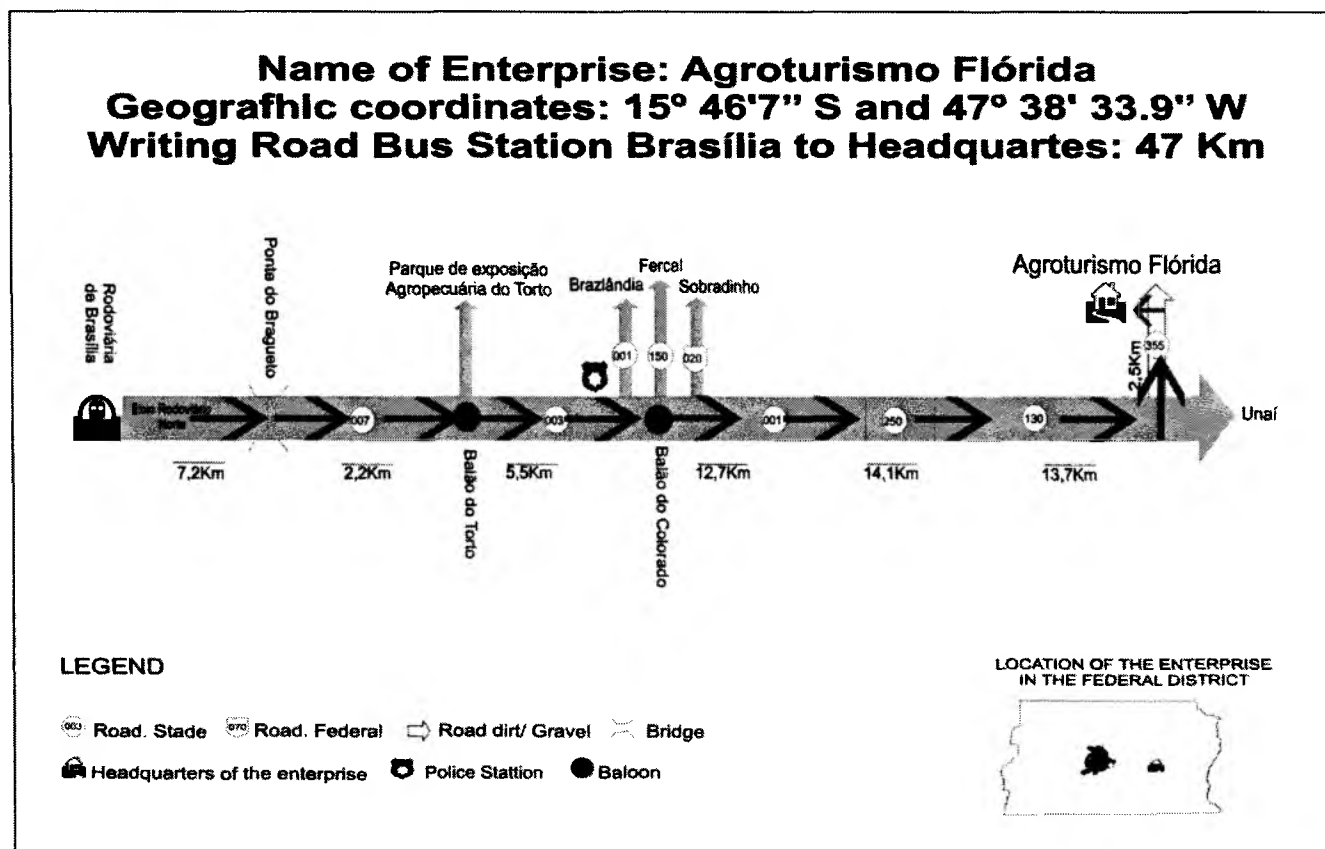 Name of Enterprise: Agroturismo Flórida
Geografhic coordinates: 15º 46'7" S and 47º 38' 33.9" W
Writing Road Bus Station Brasília to Headquartes: 47 Km
Rodoviária
de Brasília
Ponte do Bragueto
Parque de exposição
Agropecuária do Torto
Brazlândia
Fercal
Sobradinho
Agroturismo Flórida
001
150
020
355
2,5Km
Eixo Rodoviário
Norte
007
003
001
250
130
Unaí
7,2Km
2,2Km
Balão do Torto
5,5Km
Balão do Colorado
12,7Km
14,1Km
13,7Km
LEGEND
003 Road. Stade
070 Road. Federal
Road dirt/ Gravel
Bridge
Headquarters of the enterprise
Police Stattion
Baloon
LOCATION OF THE ENTERPRISE
IN THE FEDERAL DISTRICT